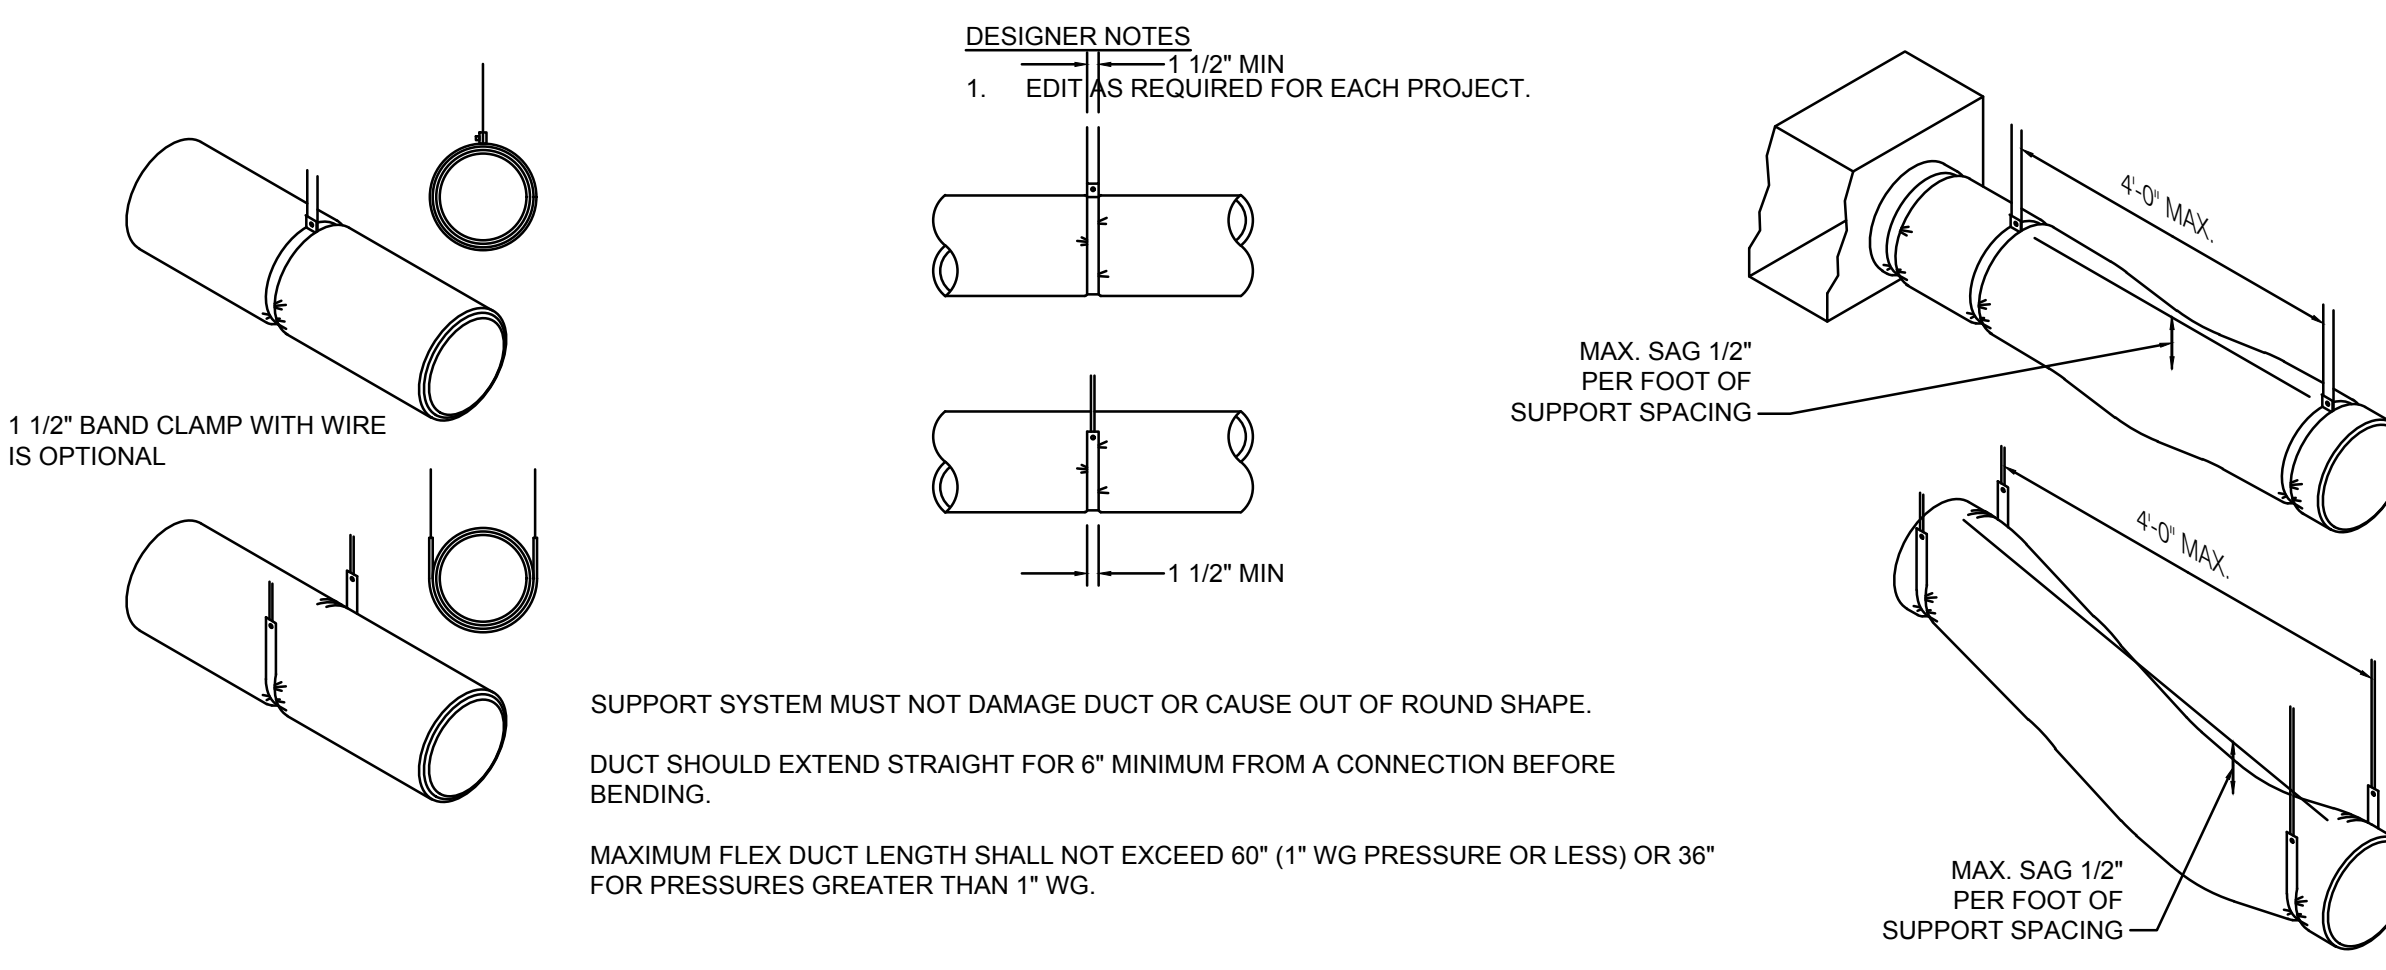 DESIGNER NOTES
1 1/2" MIN
1. EDIT AS REQUIRED FOR EACH PROJECT.
4'-0" MAX.
MAX. SAG 1/2"
PER FOOT OF
SUPPORT SPACING
1 1/2" BAND CLAMP WITH WIRE
IS OPTIONAL
4'-0" MAX.
1 1/2" MIN
SUPPORT SYSTEM MUST NOT DAMAGE DUCT OR CAUSE OUT OF ROUND SHAPE.
DUCT SHOULD EXTEND STRAIGHT FOR 6" MINIMUM FROM A CONNECTION BEFORE
BENDING.
MAXIMUM FLEX DUCT LENGTH SHALL NOT EXCEED 60" (1" WG PRESSURE OR LESS) OR 36"
FOR PRESSURES GREATER THAN 1" WG.
MAX. SAG 1/2"
PER FOOT OF
SUPPORT SPACING